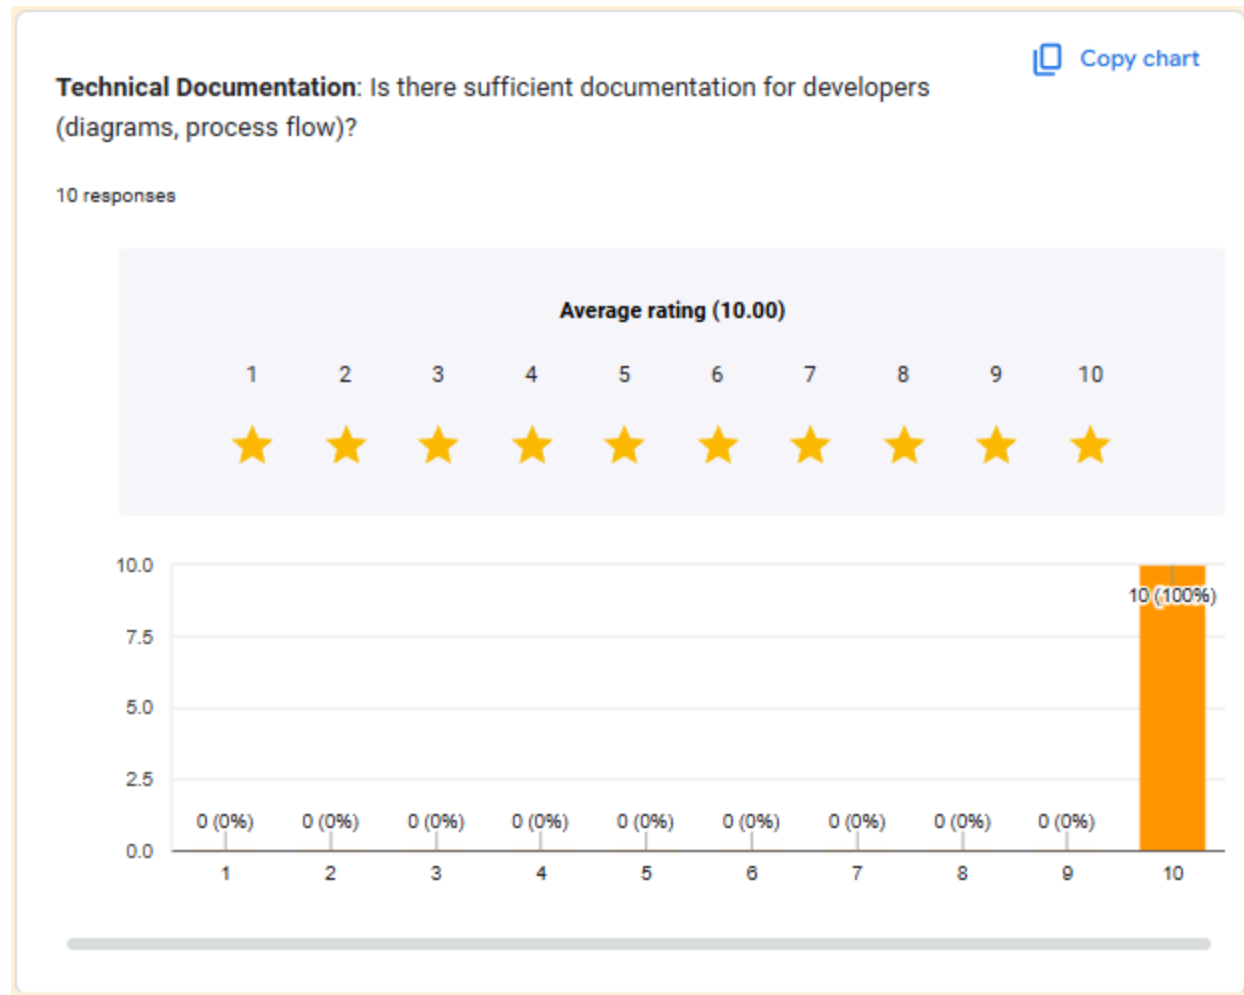 Copy chart
Technical Documentation: Is there sufficient documentation for developers
(diagrams, process flow)?
10 responses
Average rating (10.00)
1 2 3 4 5 6 7 8 9 10
10.0
10 (100%)
7.5
5.0
2.5
0 (0%) 0 (0%) 0 (0%) 0 (0%) 0 (0%) 0 (0%) 0 (0%) 0 (0%) 0 (0%)
0.0
1 2 3 4 5 6 7 8 9 10